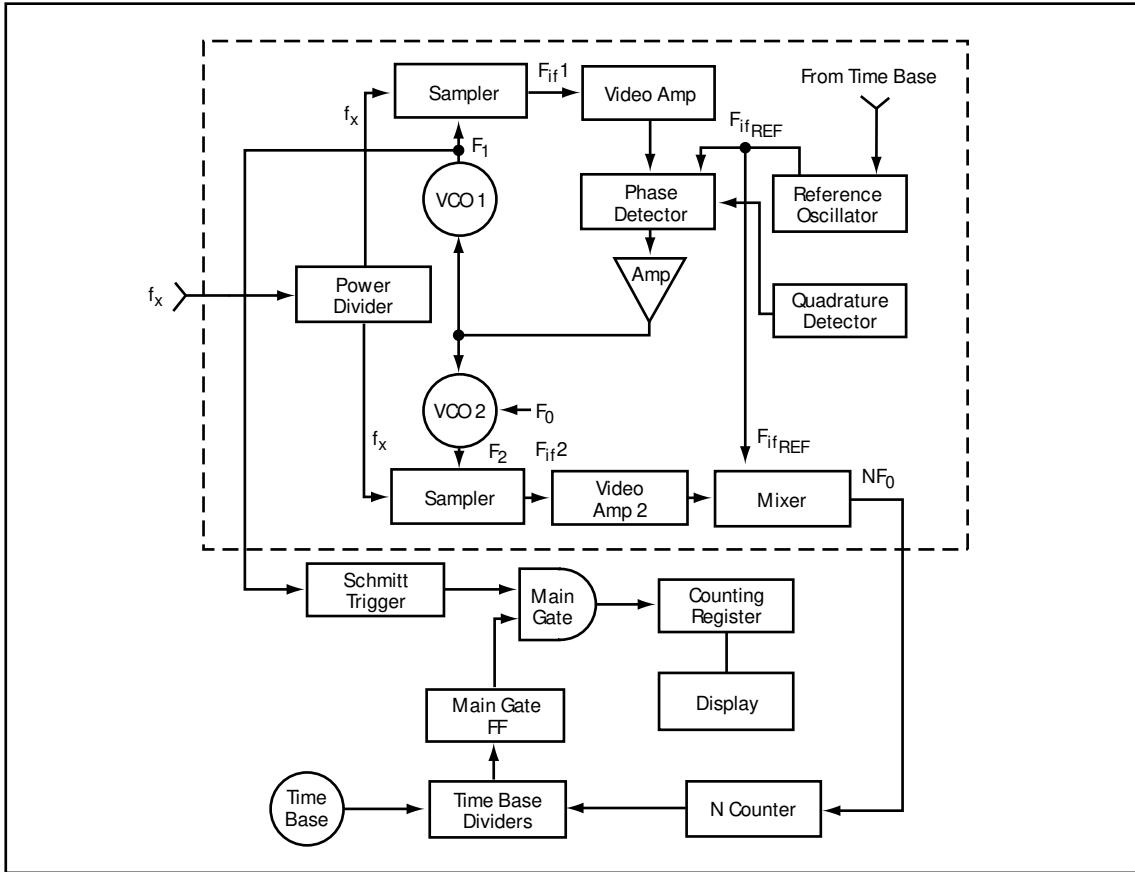 Sampler
F_if1
Video Amp
From Time Base
f_x
F_1
F_ifREF
VCO 1
Phase
Detector
Reference
Oscillator
f_x
Power
Divider
Amp
Quadrature
Detector
VCO 2
F_0
f_x
F_2
F_if2
F_ifREF
NF_0
Sampler
Video
Amp 2
Mixer
Schmitt
Trigger
Main
Gate
Counting
Register
Main Gate
FF
Display
Time
Base
Time Base
Dividers
N Counter